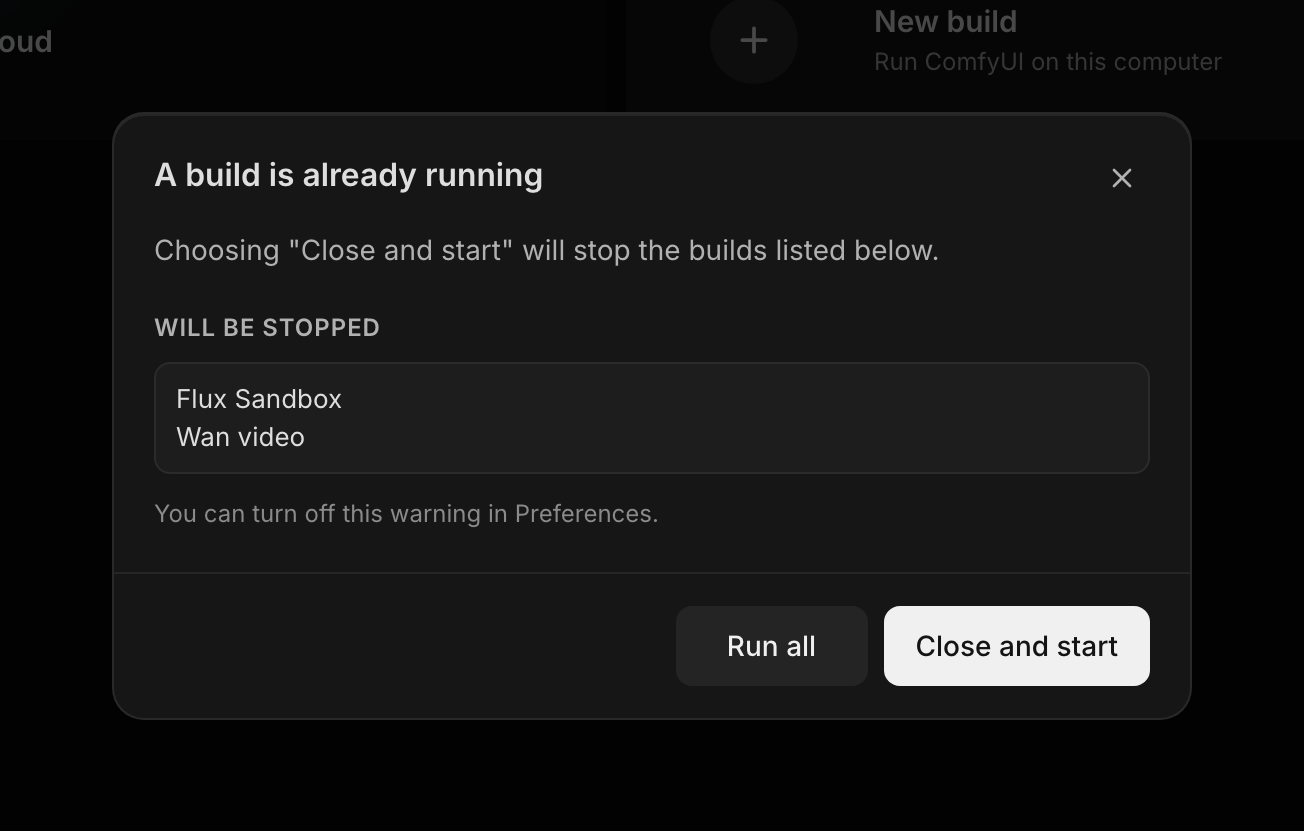 oud
New build
Run ComfyUI on this computer
A build is already running
Choosing "Close and start" will stop the builds listed below.
WILL BE STOPPED
Flux Sandbox
Wan video
You can turn off this warning in Preferences.
Run all
Close and start